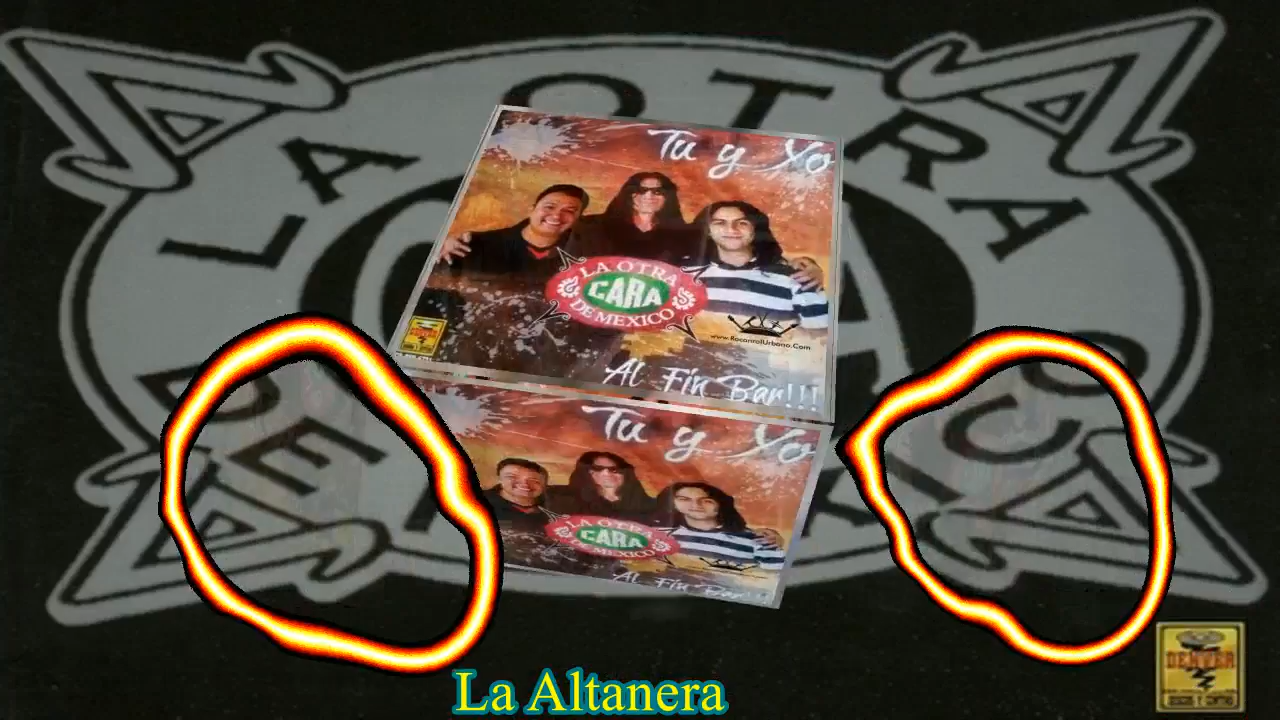 LA OTRA CARA
DE MEXICO
Tu y Yo
LA OTRA
CARA
DE MEXICO
www.RocanrolUrbano.Com
Al Fin Bar!!!
Tu y Yo
LA OTRA
CARA
DE MEXICO
Al Fin Bar!!!
DENVER
La Altanera